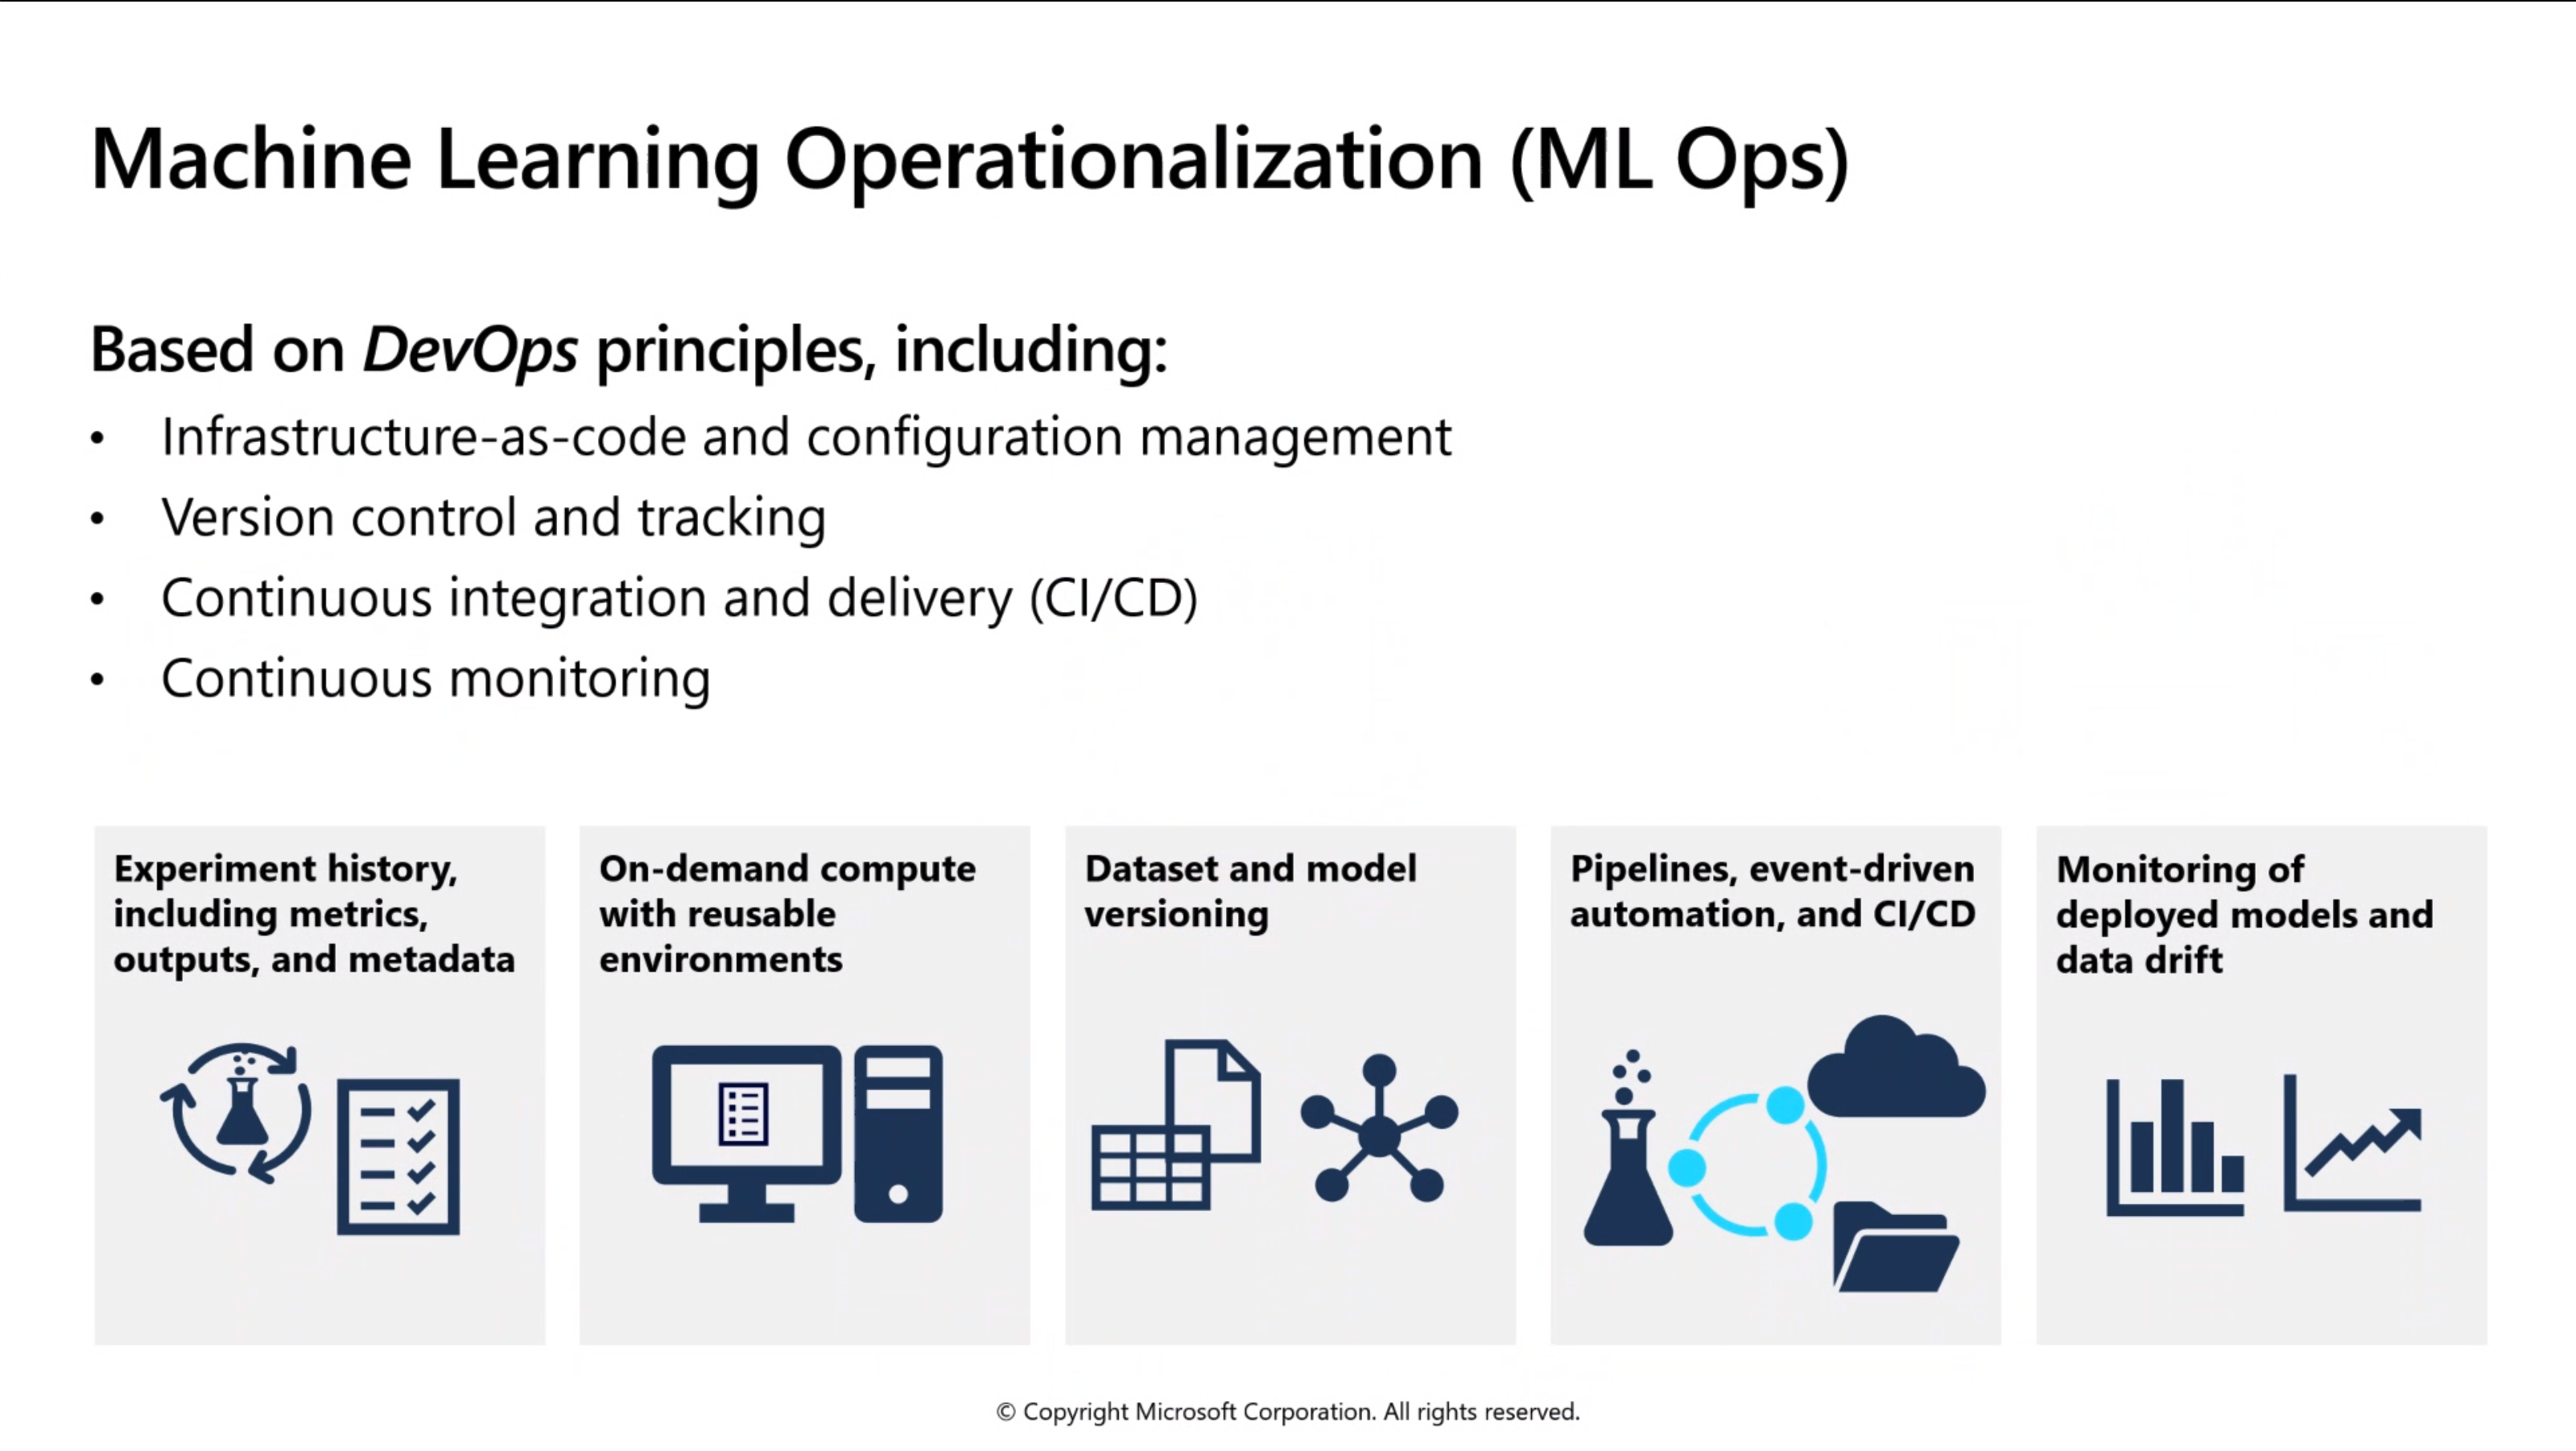 Machine Learning Operationalization (ML Ops)
Based on DevOps principles, including:
• Infrastructure-as-code and configuration management
• Version control and tracking
• Continuous integration and delivery (CI/CD)
• Continuous monitoring
Experiment history,
including metrics,
outputs, and metadata
On-demand compute
with reusable
environments
Dataset and model
versioning
Pipelines, event-driven
automation, and CI/CD
Monitoring of
deployed models and
data drift
© Copyright Microsoft Corporation. All rights reserved.